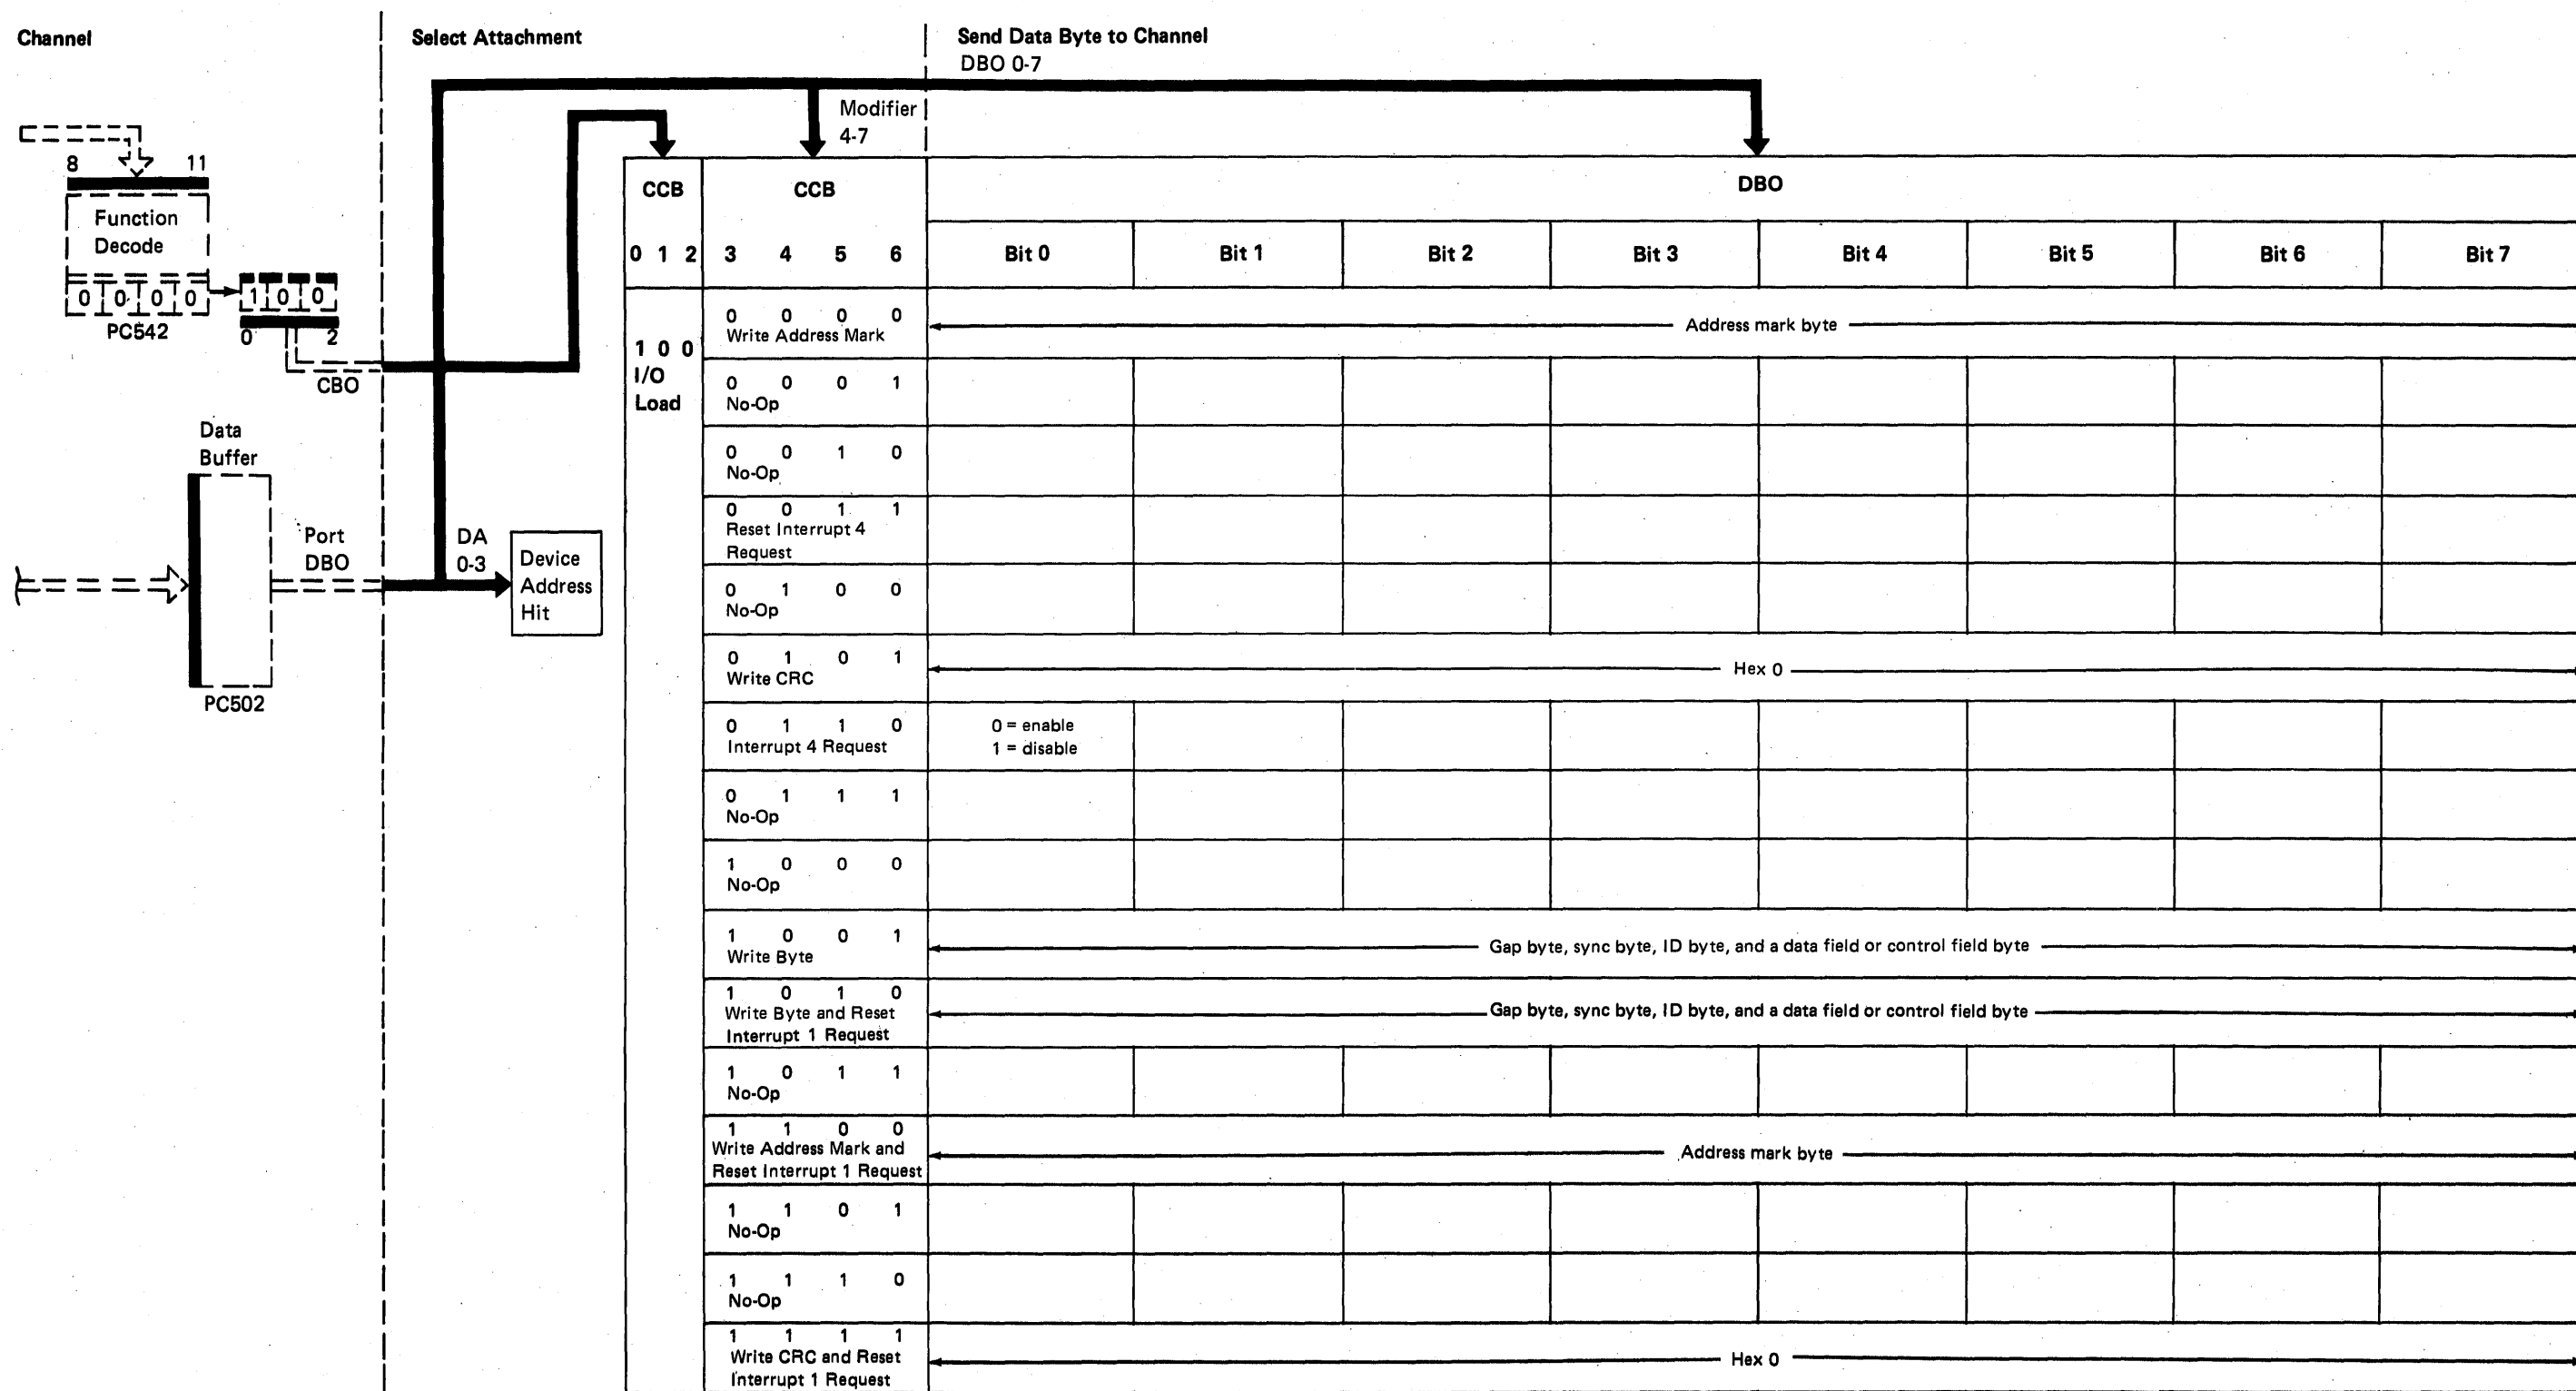 Channel
Select Attachment
Send Data Byte to Channel
DBO 0-7
Modifier
4-7
8 11
Function
Decode
0 0 0 0
PC542
1 0 0
0 2
CBO
Data
Buffer
Port
DBO
PC502
DA
0-3
Device
Address
Hit
CCB CCB DBO
0 1 2 3 4 5 6 Bit 0 Bit 1 Bit 2 Bit 3 Bit 4 Bit 5 Bit 6 Bit 7
1 0 0
I/O
Load
0 0 0 0
Write Address Mark
Address mark byte
0 0 0 1
No-Op
0 0 1 0
No-Op
0 0 1 1
Reset Interrupt 4
Request
0 1 0 0
No-Op
0 1 0 1
Write CRC
Hex 0
0 1 1 0
Interrupt 4 Request
0 = enable
1 = disable
0 1 1 1
No-Op
1 0 0 0
No-Op
1 0 0 1
Write Byte
Gap byte, sync byte, ID byte, and a data field or control field byte
1 0 1 0
Write Byte and Reset
Interrupt 1 Request
Gap byte, sync byte, ID byte, and a data field or control field byte
1 0 1 1
No-Op
1 1 0 0
Write Address Mark and
Reset Interrupt 1 Request
Address mark byte
1 1 0 1
No-Op
1 1 1 0
No-Op
1 1 1 1
Write CRC and Reset
Interrupt 1 Request
Hex 0